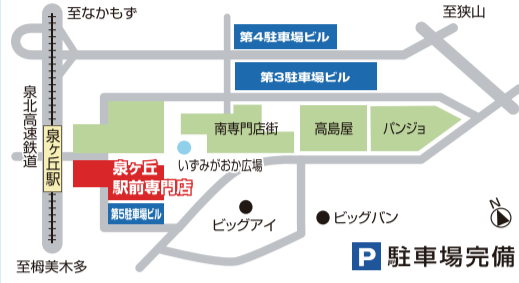 至なかもず
至狭山
第4駐車場ビル
第3駐車場ビル
泉北高速鉄道
泉ヶ丘駅
南専門店街
高島屋
パンジョ
いずみがおか広場
泉ヶ丘
駅前専門店
第5駐車場ビル
ビッグアイ
ビッグバン
N
至栂美木多
P 駐車場完備